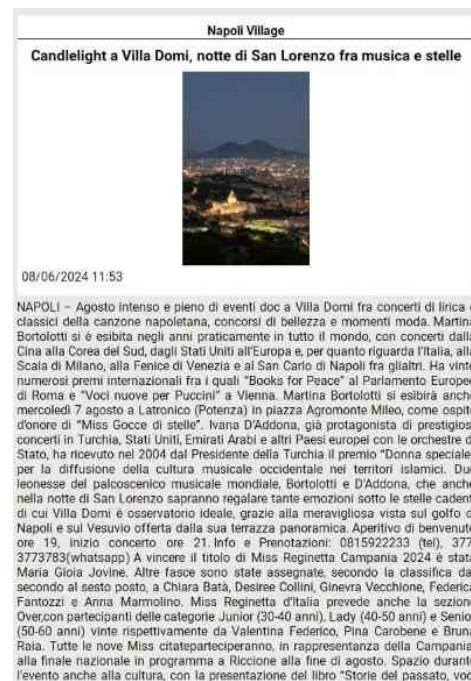 Napoli Village
Candlelight a Villa Domi, notte di San Lorenzo fra musica e stelle
08/06/2024 11:53
NAPOLI – Agosto intenso e pieno di eventi doc a Villa Domi fra concerti di lirica
classici della canzone napoletana, concorsi di bellezza e momenti moda. Martina
Bortolotti si è esibita negli anni praticamente in tutto il mondo, con concerti dalla
Cina alla Corea del Sud, dagli Stati Uniti all'Europa e, per quanto riguarda l'Italia, alla
Scala di Milano, alla Fenice di Venezia e al San Carlo di Napoli fra glialtri. Ha vinto
numerosi premi internazionali fra i quali "Books for Peace" al Parlamento Europeo
di Roma e "Voci nuove per Puccini" a Vienna. Martina Bortolotti si esibirà anche
mercoledì 7 agosto a Latronico (Potenza) in piazza Agromonte Mileo, come ospite
d'onore di "Miss Gocce di stelle". Ivana D'Addona, già protagonista di prestigiosi
concerti in Turchia, Stati Uniti, Emirati Arabi e altri Paesi europei con le orchestre di
Stato, ha ricevuto nel 2004 dal Presidente della Turchia il premio "Donna speciale"
per la diffusione della cultura musicale occidentale nei territori islamici. Due
leonesse del palcoscenico musicale mondiale, Bortolotti e D'Addona, che anche
nella notte di San Lorenzo sapranno regalare tante emozioni sotto le stelle cadenti
di cui Villa Domi è osservatorio ideale, grazie alla meravigliosa vista sul golfo di
Napoli e sul Vesuvio offerta dalla sua terrazza panoramica. Aperitivo di benvenuto
ore 19, inizio concerto ore 21. Info e Prenotazioni: 0815922233 (tel), 377
3773783(whatsapp) A vincere il titolo di Miss Reginetta Campania 2024 è stata
Maria Gioia Jovine. Altre fasce sono state assegnate, secondo la classifica dal
secondo al sesto posto, a Chiara Batà, Desiree Collini, Ginevra Vecchione, Federica
Fantozzi e Anna Marmolino. Miss Reginetta d'Italia prevede anche la sezione
Over,con partecipanti delle categorie Junior (30-40 anni), Lady (40-50 anni) e Senior
(50-60 anni) vinte rispettivamente da Valentina Federico, Pina Carobene e Bruna
Raia. Tutte le nove Miss citateparteciperanno, in rappresentanza della Campania,
alla finale nazionale in programma a Riccione alla fine di agosto. Spazio durante
l'evento anche alla cultura, con la presentazione del libro "Storie del passato,